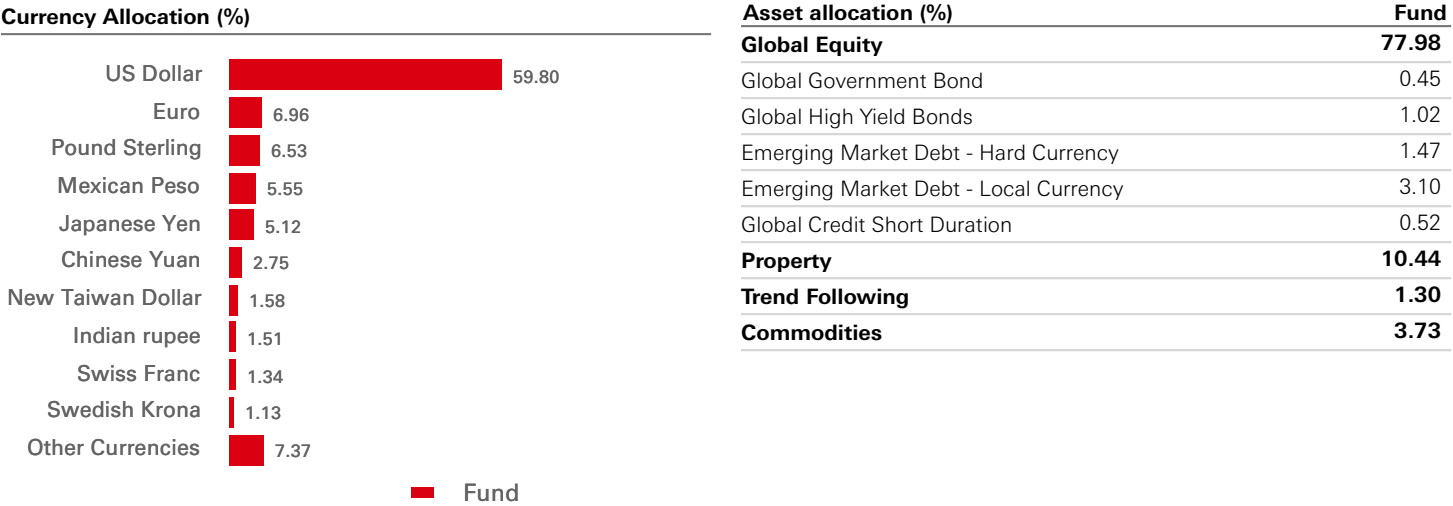 Currency Allocation (%)
US Dollar 59.80
Euro 6.96
Pound Sterling 6.53
Mexican Peso 5.55
Japanese Yen 5.12
Chinese Yuan 2.75
New Taiwan Dollar 1.58
Indian rupee 1.51
Swiss Franc 1.34
Swedish Krona 1.13
Other Currencies 7.37
Fund
Asset allocation (%) Fund
Global Equity 77.98
Global Government Bond 0.45
Global High Yield Bonds 1.02
Emerging Market Debt - Hard Currency 1.47
Emerging Market Debt - Local Currency 3.10
Global Credit Short Duration 0.52
Property 10.44
Trend Following 1.30
Commodities 3.73